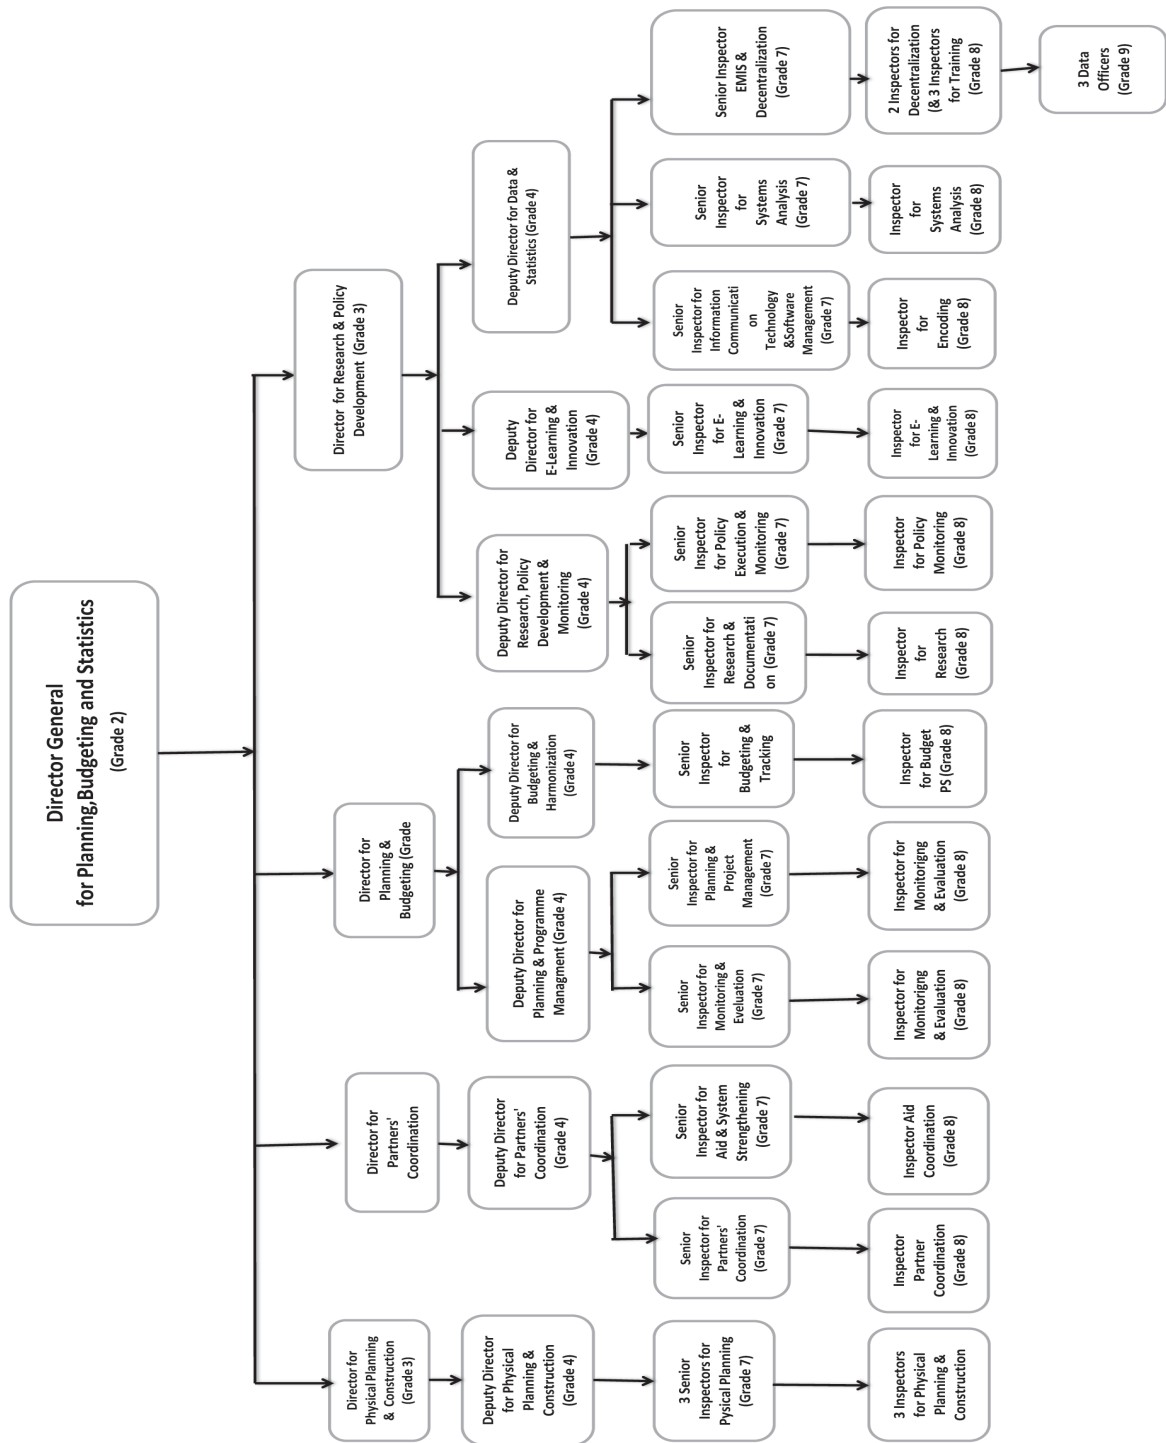 Director General
for Planning,Budgeting and Statistics
(Grade 2)
Director for
Physical Planning
& Construction
(Grade 3)
Director for
Partners'
Coordination
Director for
Planning &
Budgeting (Grade
Director for Research & Policy
Development (Grade 3)
Deputy Director
for Physical
Planning &
Construction
(Grade 4)
Deputy Director
for Partners'
Coordination
(Grade 4)
Deputy Director for
Planning & Programme
Managment (Grade 4)
Deputy Director for
Budgeting &
Harmonization
(Grade 4)
Deputy Director for
Research, Policy
Development &
Monitoring
(Grade 4)
Deputy
Director for
E-Learning &
Innovation
(Grade 4)
Deputy Director for Data &
Statistics (Grade 4)
3 Senior
Inspectors for
Pysical Planning
(Grade 7)
Senior
Inspector for
Partners'
Coordination
(Grade 7)
Senior
Inspector for
Aid & System
Strengthening
(Grade 7)
Senior
Inspector for
Monitoring &
Eveluation
(Grade 7)
Senior
Inspector for
Planning &
Project
Management
(Grade 7)
Senior
Inspector
for
Budgeting &
Tracking
Senior
Inspector for
Research &
Documentati
on (Grade 7)
Senior
Inspector
for Policy
Execution &
Monitoring
(Grade 7)
Senior
Inspector
for E-
Learning &
Innovation
(Grade 7)
Senior
Inspector for
Information
Communicati
on
Technology
&Software
Management
(Grade 7)
Senior
Inspector
for
Systems
Analysis
(Grade 7)
Senior Inspector
EMIS &
Decentralization
(Grade 7)
3 Inspectors
for Physical
Planning &
Construction
Inspector
Partner
Coordination
(Grade 8)
Inspector Aid
Coordination
(Grade 8)
Inspector for
Monitorigng
& Evaluation
(Grade 8)
Inspector for
Monitorigng
& Evaluation
(Grade 8)
Inspector
for Budget
PS (Grade 8)
Inspector
for
Research
(Grade 8)
Inspector
for Policy
Monitoring
(Grade 8)
Inspector
for E-
Learning &
Innovation
(Grade 8)
Inspector
for
Encoding
(Grade 8)
Inspector
for
Systems
Analysis
(Grade 8)
2 Inspectors for
Decentralization
(& 3 Inspectors
for Training
(Grade 8)
3 Data
Officers
(Grade 9)